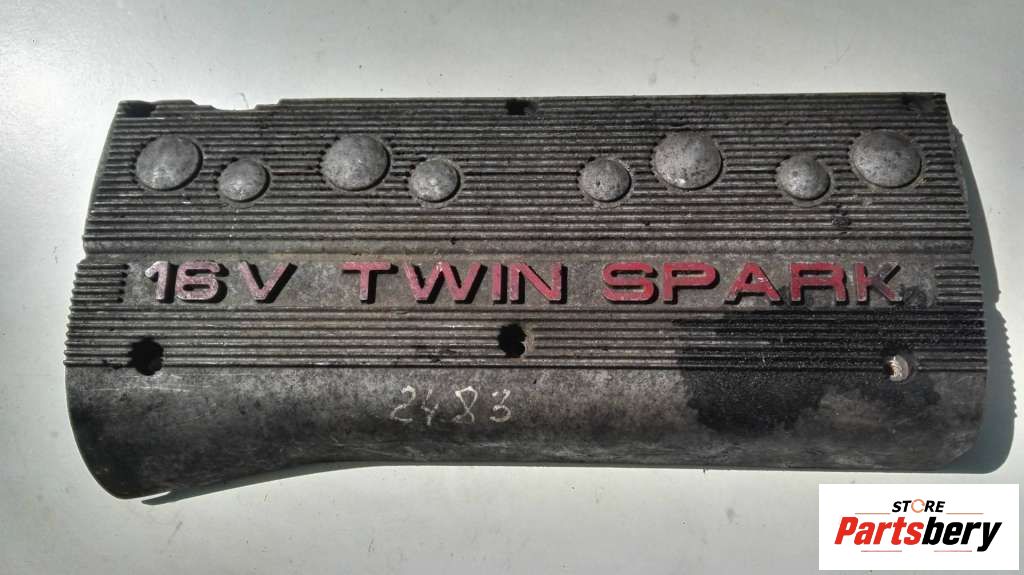 16V TWIN SPARK
2483
STORE
Partsbery